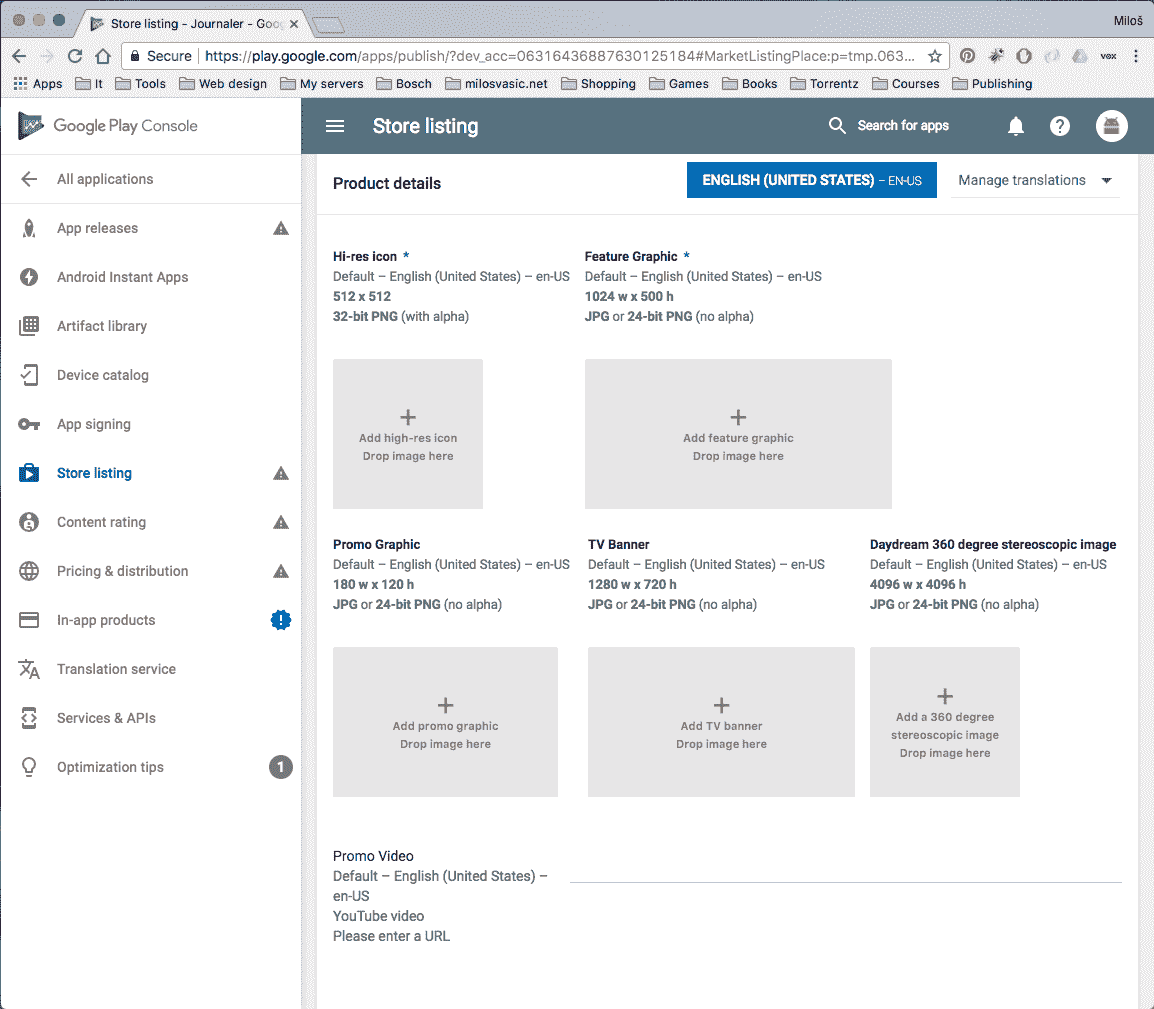 Store listing - Journaler - Goo
Miloš
Secure https://play.google.com/apps/publish/?dev_acc=06316436887630125184#MarketListingPlace:p=tmp.063...
vox
Apps It Tools Web design My servers Bosch milosvasic.net Shopping Games Books Torrentz Courses Publishing
Google Play Console
Store listing
Search for apps
All applications
App releases
Android Instant Apps
Artifact library
Device catalog
App signing
Store listing
Content rating
Pricing & distribution
In-app products
Translation service
Services & APIs
Optimization tips 1
Product details
ENGLISH (UNITED STATES) – EN-US
Manage translations
Hi-res icon *
Default – English (United States) – en-US
512 x 512
32-bit PNG (with alpha)
Feature Graphic *
Default – English (United States) – en-US
1024 w x 500 h
JPG or 24-bit PNG (no alpha)
Add high-res icon
Drop image here
Add feature graphic
Drop image here
Promo Graphic
Default – English (United States) – en-US
180 w x 120 h
JPG or 24-bit PNG (no alpha)
TV Banner
Default – English (United States) – en-US
1280 w x 720 h
JPG or 24-bit PNG (no alpha)
Daydream 360 degree stereoscopic image
Default – English (United States) – en-US
4096 w x 4096 h
JPG or 24-bit PNG (no alpha)
Add promo graphic
Drop image here
Add TV banner
Drop image here
Add a 360 degree
stereoscopic image
Drop image here
Promo Video
Default – English (United States) –
en-US
YouTube video
Please enter a URL